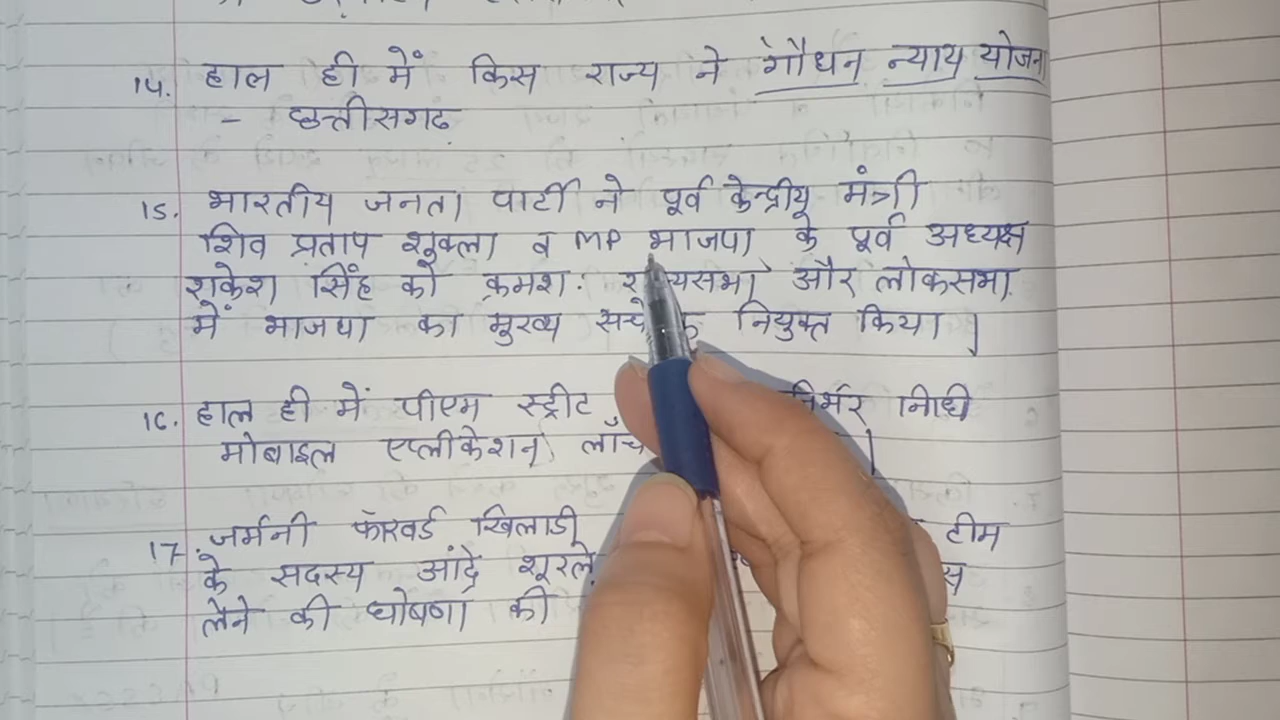 14. हाल ही में किस राज्य ने गौधन न्याय योजना
- छत्तीसगढ़
15. भारतीय जनता पार्टी ने पूर्व केन्द्रीय मंत्री
शिव प्रताप शुक्ला व MP भाजपा के पूर्व अध्यक्ष
राकेश सिंह को क्रमश: राज्यसभा और लोकसभा
में भाजपा का मुख्य नियुक्त किया।
16. हाल ही में पीएम स्ट्रीट निधी
मोबाइल एप्लीकेशन लाँच
17. जर्मनी फॉरवर्ड खिलाडी टीम
के सदस्य आंद्रे शूरले
लेने की घोषणा की